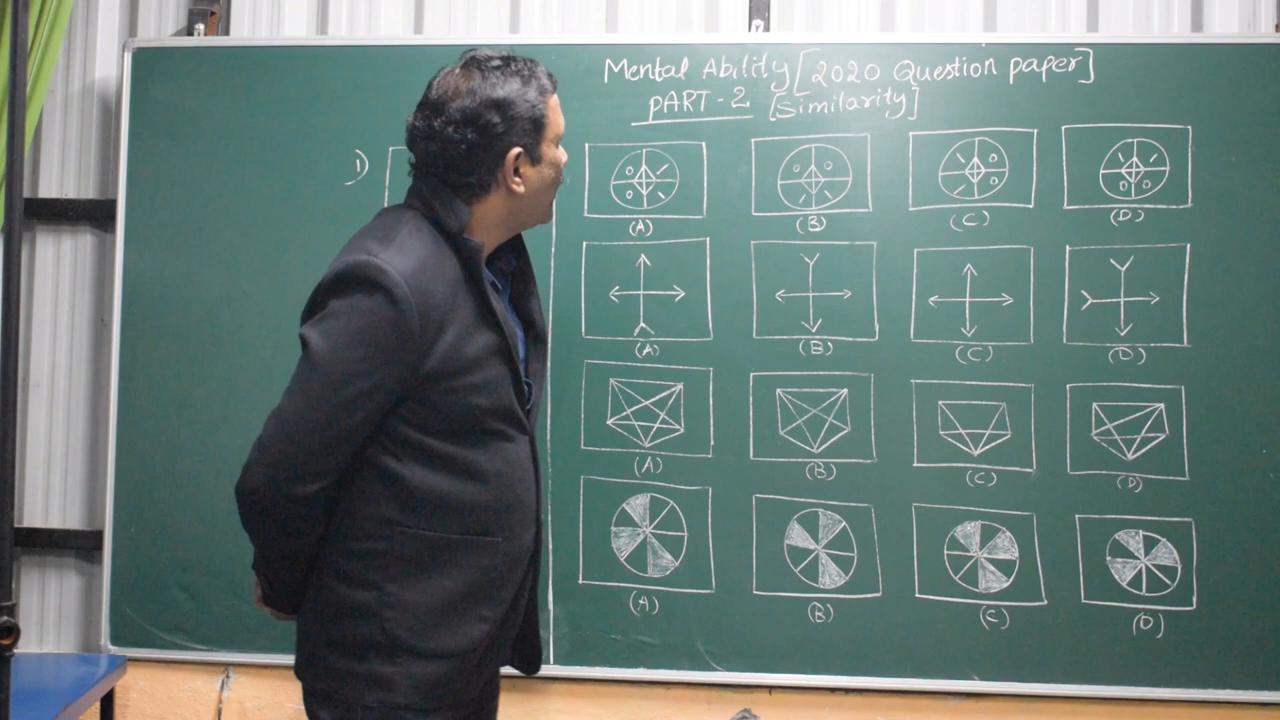 Mental Ability [2020 Question paper]
PART - 2 [Similarity]
1)
(A) (B) (C) (D)
(A) (B) (C) (D)
(A) (B) (C) (D)
(A) (B) (C) (D)